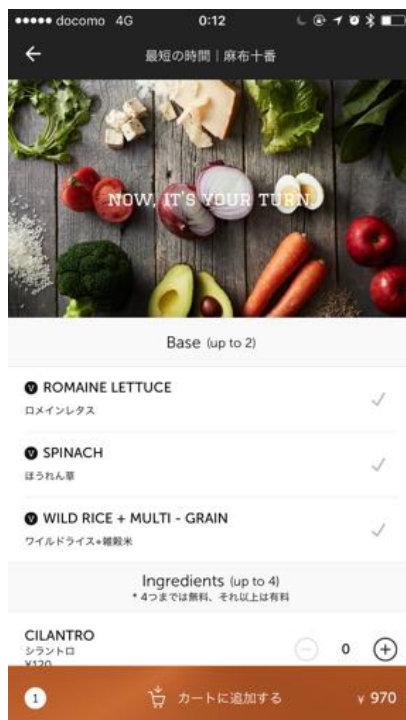 docomo 4G 0:12
最短の時間 | 麻布十番
NOW, IT'S YOUR TURN.
Base (up to 2)
V ROMAINE LETTUCE
ロメインレタス
V SPINACH
ほうれん草
V WILD RICE + MULTI - GRAIN
ワイルドライス+雑穀米
Ingredients (up to 4)
* 4つまでは無料、それ以上は有料
CILANTRO
シラントロ
¥120
0
1 カートに追加する ¥ 970